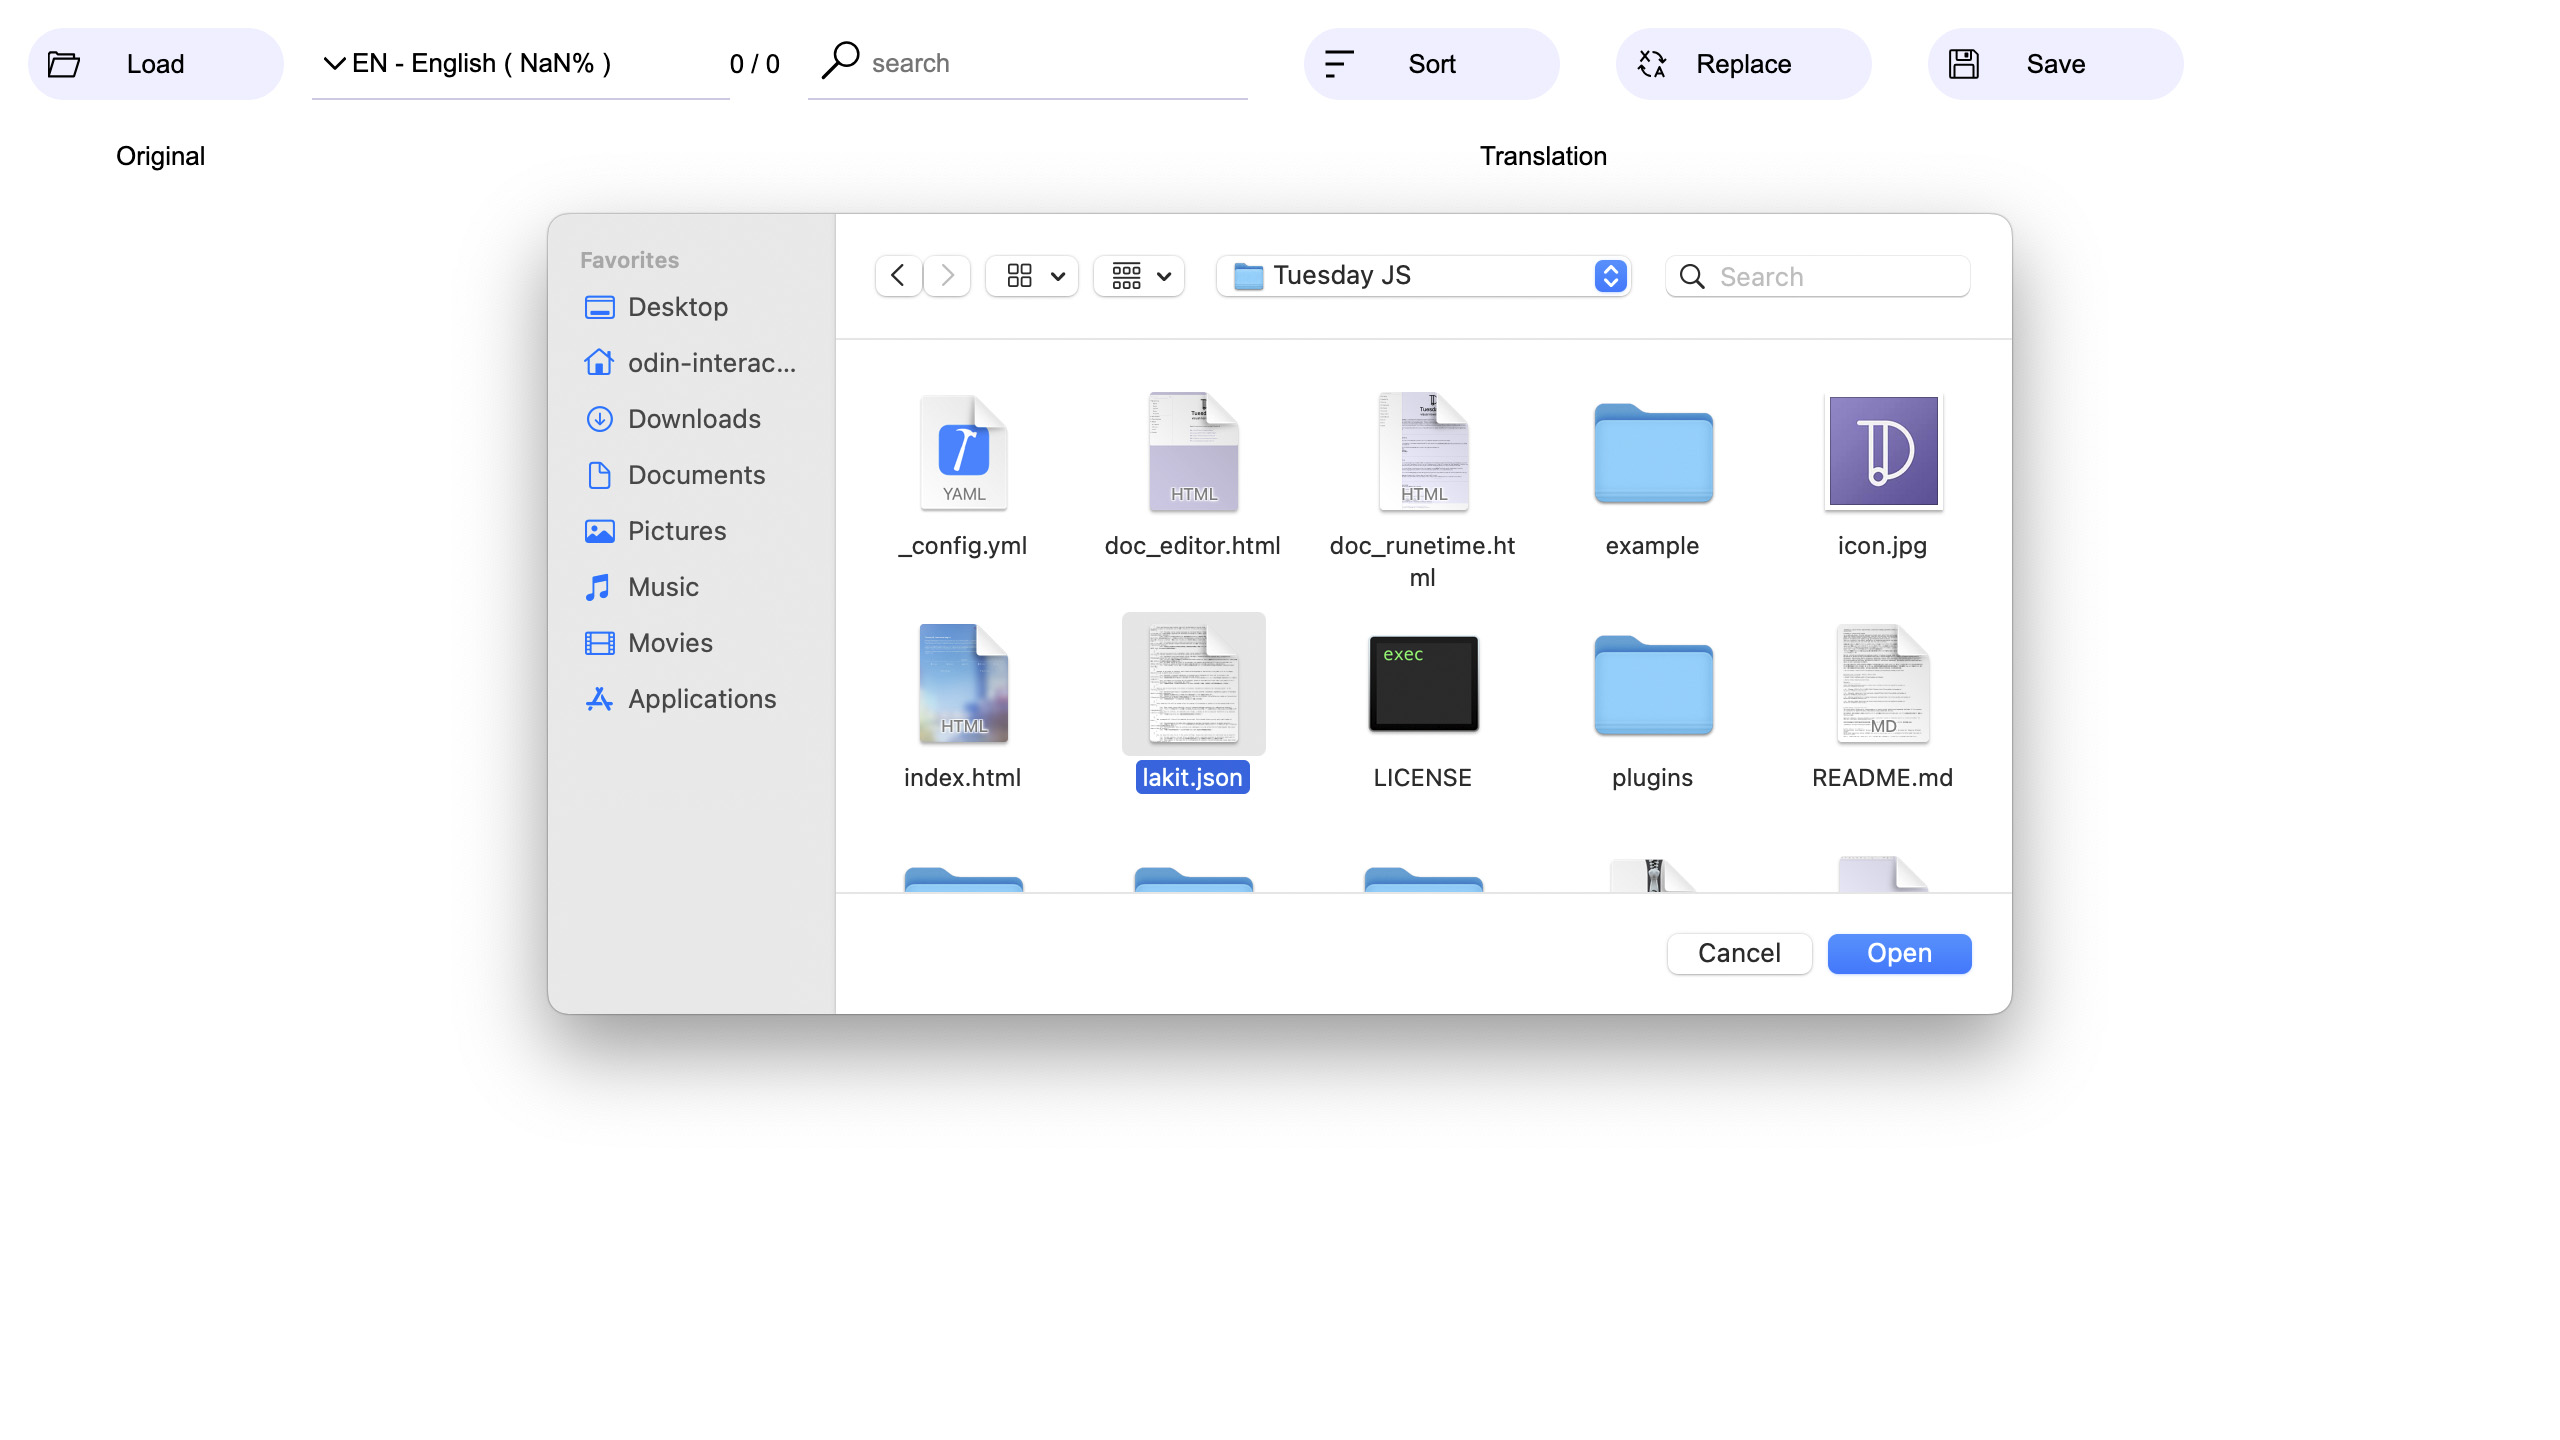 Load
EN - English ( NaN% )
0 / 0
search
Sort
Replace
Save
Original
Translation
Favorites
Desktop
odin-interac...
Downloads
Documents
Pictures
Music
Movies
Applications
Tuesday JS
Search
YAML
HTML
HTML
_config.yml
doc_editor.html
doc_runetime.ht
ml
example
icon.jpg
HTML
exec
MD
index.html
lakit.json
LICENSE
plugins
README.md
Cancel
Open